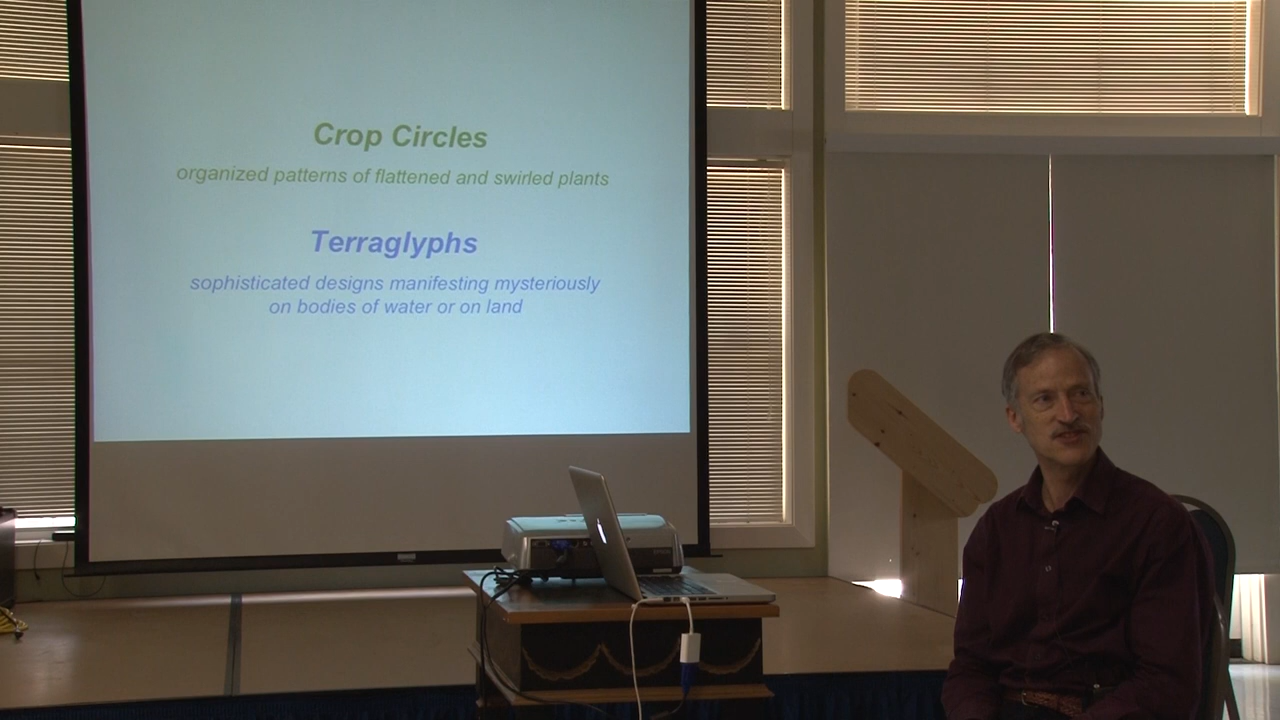 Crop Circles
organized patterns of flattened and swirled plants
Terraglyphs
sophisticated designs manifesting mysteriously
on bodies of water or on land
EPSON